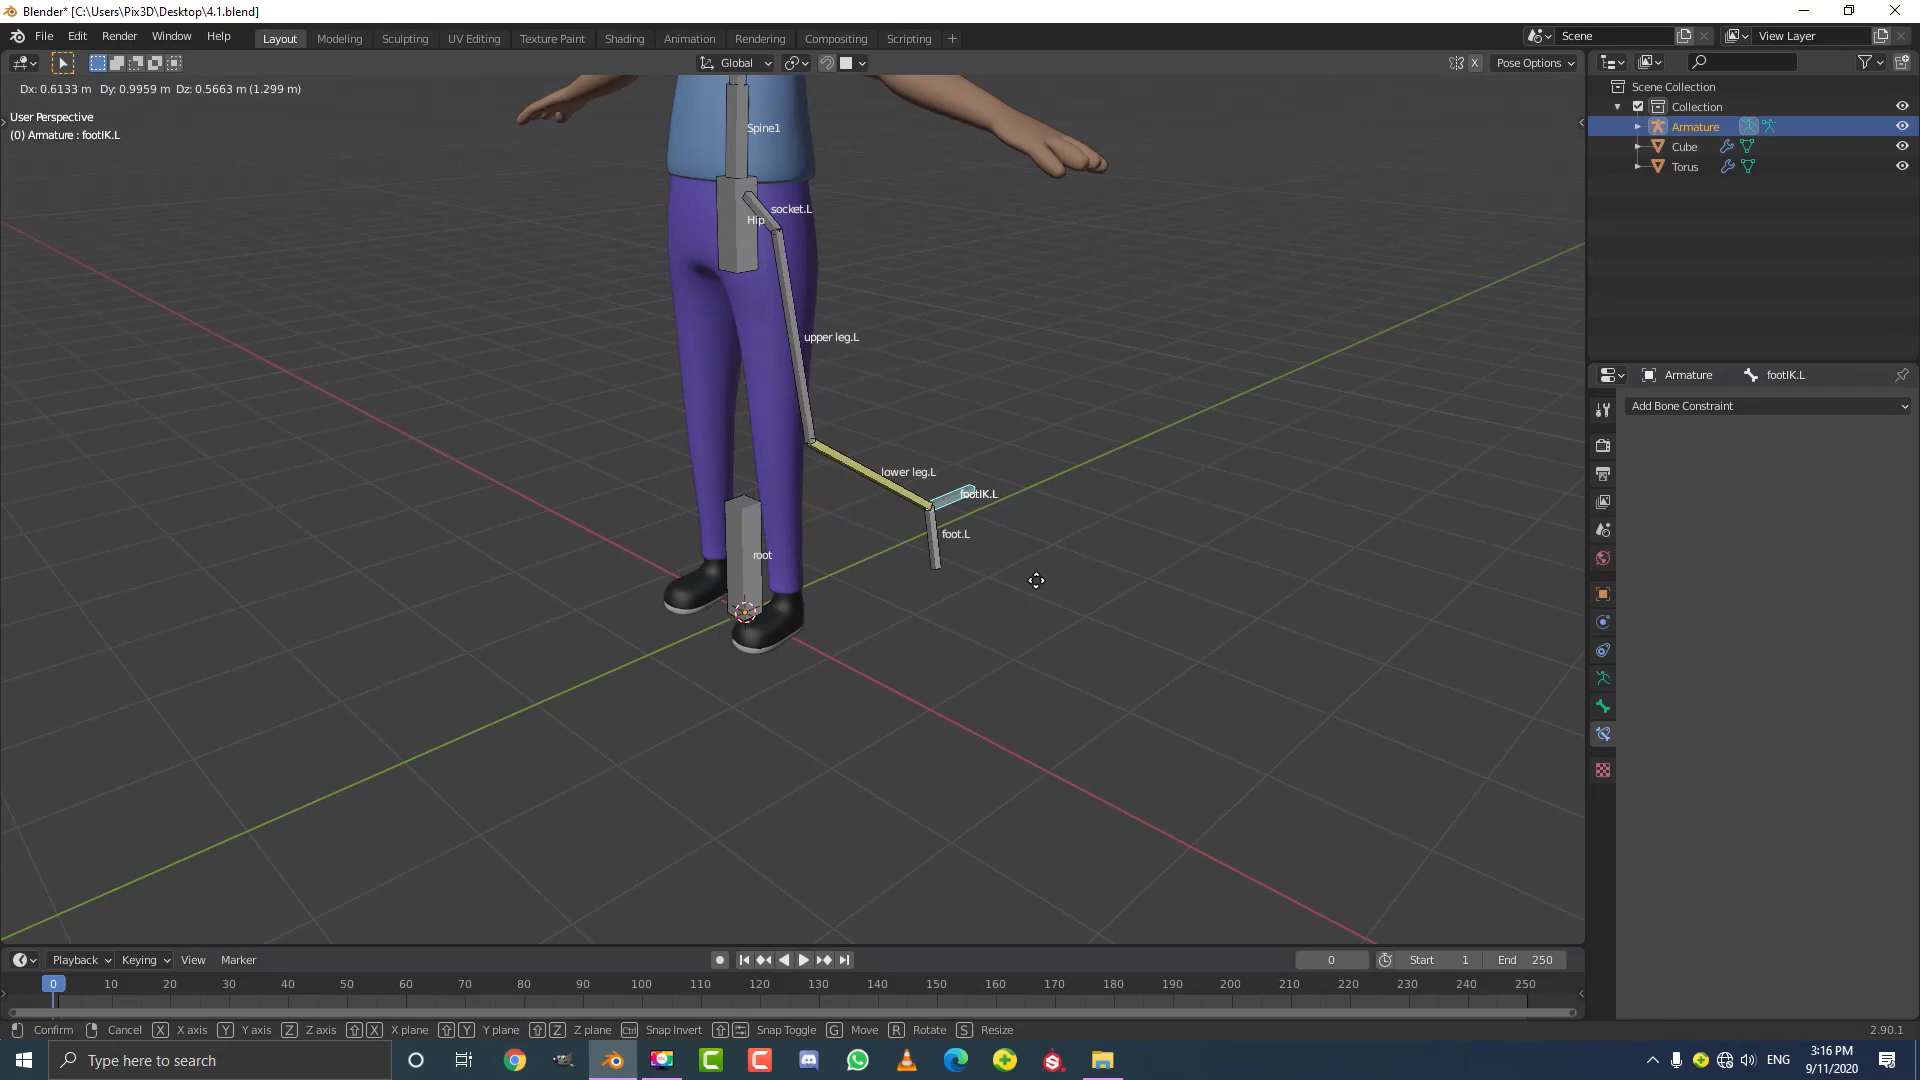 Blender* [C:\Users\Pix3D\Desktop\4.1.blend]
File Edit Render Window Help
Layout Modeling Sculpting UV Editing Texture Paint Shading Animation Rendering Compositing Scripting
Scene
View Layer
Global
X
Pose Options
Dx: 0.6133 m Dy: 0.9959 m Dz: 0.5663 m (1.299 m)
User Perspective
(0) Armature : footIK.L
Spine1
socket.L
Hip
upper leg.L
lower leg.L
footIK.L
foot.L
root
Scene Collection
Collection
Armature
Cube
Torus
Armature footIK.L
Add Bone Constraint
Playback Keying View Marker
0
Start 1
End 250
0 10 20 30 40 50 60 70 80 90 100 110 120 130 140 150 160 170 180 190 200 210 220 230 240 250
Confirm Cancel X X axis Y Y axis Z Z axis X X plane Y Y plane Z Z plane Ctrl Snap Invert Snap Toggle G Move R Rotate S Resize
2.90.1
Type here to search
ENG
3:16 PM
9/11/2020